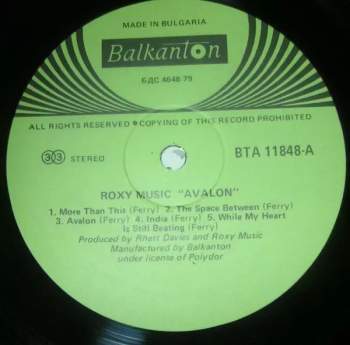 MADE IN BULGARIA
Balkanton
БДС 4648 79
ALL RIGHTS RESERVED ● COPYING OF THIS RECORD PROHIBITED
33 STEREO
BTA 11848-A
ROXY MUSIC "AVALON"
1. More Than This (Ferry) 2. The Space Between (Ferry)
3. Avalon (Ferry) 4. India (Ferry) 5. While My Heart
Is Still Beating (Ferry)
Produced by Rhett Davies and Roxy Music
Manufactured by Balkanton
under license of Polydor